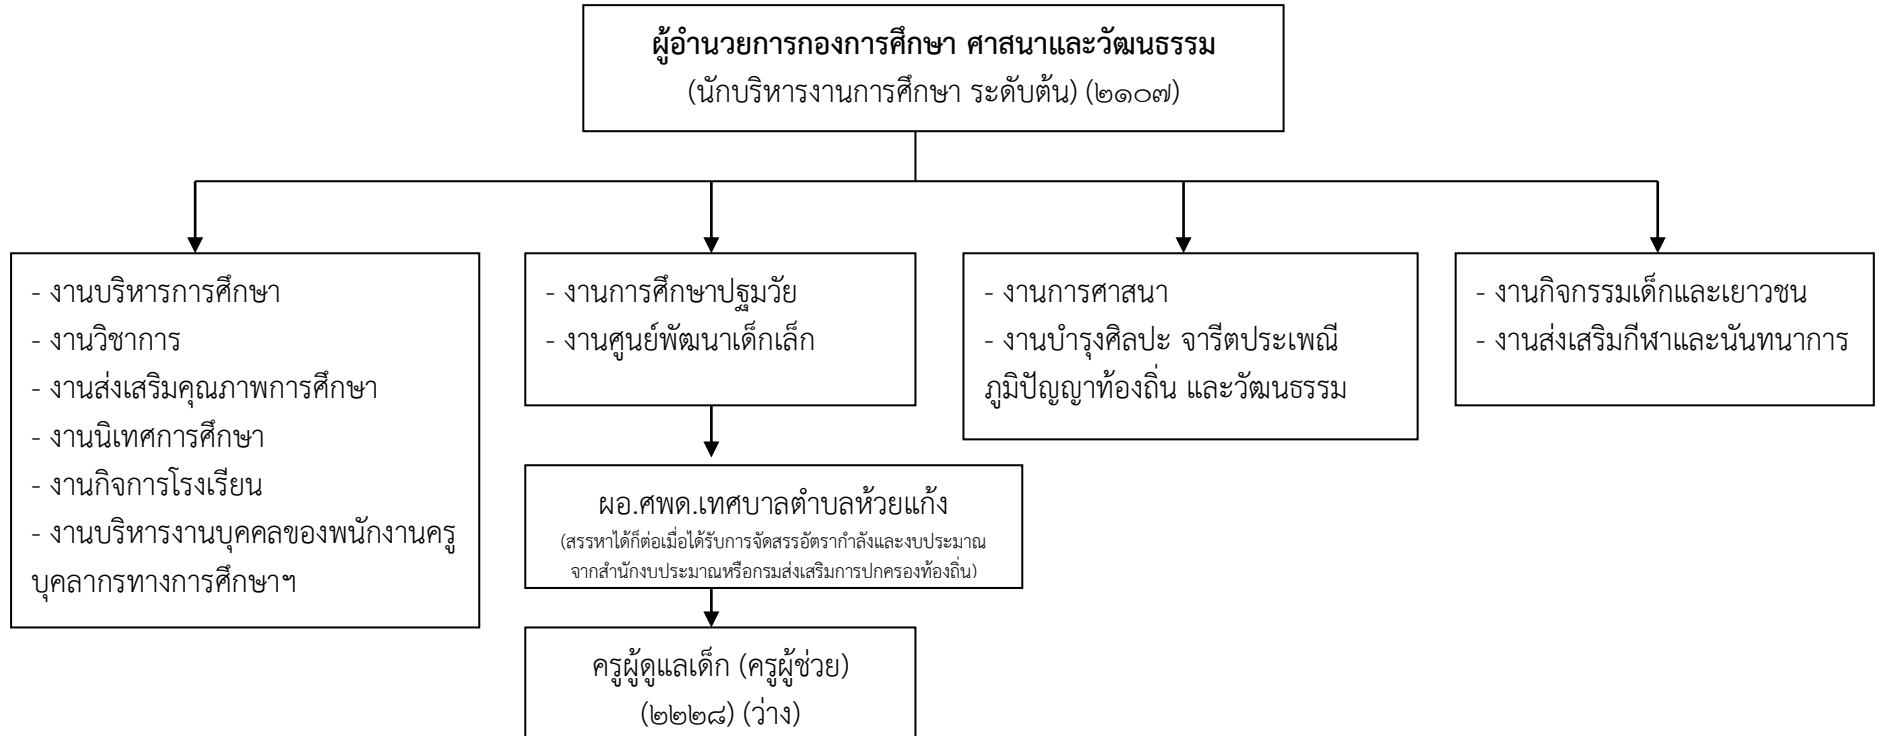 ผู้อำนวยการกองการศึกษา ศาสนาและวัฒนธรรม
(นักบริหารงานการศึกษา ระดับต้น) (๒๑๐๗)
- งานบริหารการศึกษา
- งานวิชาการ
- งานส่งเสริมคุณภาพการศึกษา
- งานนิเทศการศึกษา
- งานกิจการโรงเรียน
- งานบริหารงานบุคคลของพนักงานครู
บุคลากรทางการศึกษาฯ
- งานการศึกษาปฐมวัย
- งานศูนย์พัฒนาเด็กเล็ก
ผอ.ศพด.เทศบาลตำบลห้วยแก้ง
(สรรหาได้ก็ต่อเมื่อได้รับการจัดสรรอัตรากำลังและงบประมาณ
จากสำนักงบประมาณหรือกรมส่งเสริมการปกครองท้องถิ่น)
ครูผู้ดูแลเด็ก (ครูผู้ช่วย)
(๒๒๒๘) (ว่าง)
- งานการศาสนา
- งานบำรุงศิลปะ จารีตประเพณี
ภูมิปัญญาท้องถิ่น และวัฒนธรรม
- งานกิจกรรมเด็กและเยาวชน
- งานส่งเสริมกีฬาและนันทนาการ